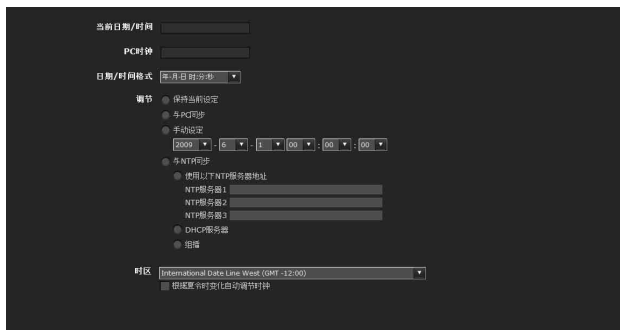 当前日期/时间
PC时钟
日期/时间格式 年-月-日 时:分:秒
调节 保持当前设定
与PC同步
手动设定
2009 - 6 - 1 00 : 00 : 00
与NTP同步
使用以下NTP服务器地址
NTP服务器1
NTP服务器2
NTP服务器3
DHCP服务器
组播
时区 International Date Line West (GMT -12:00)
根据夏令时变化自动调节时钟